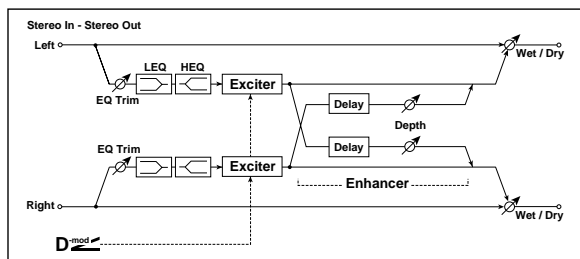 Stereo In - Stereo Out
Left
Wet / Dry
LEQ HEQ
EQ Trim
Exciter
Delay
Depth
EQ Trim
Delay
Exciter
Enhancer
Right
Wet / Dry
D-mod